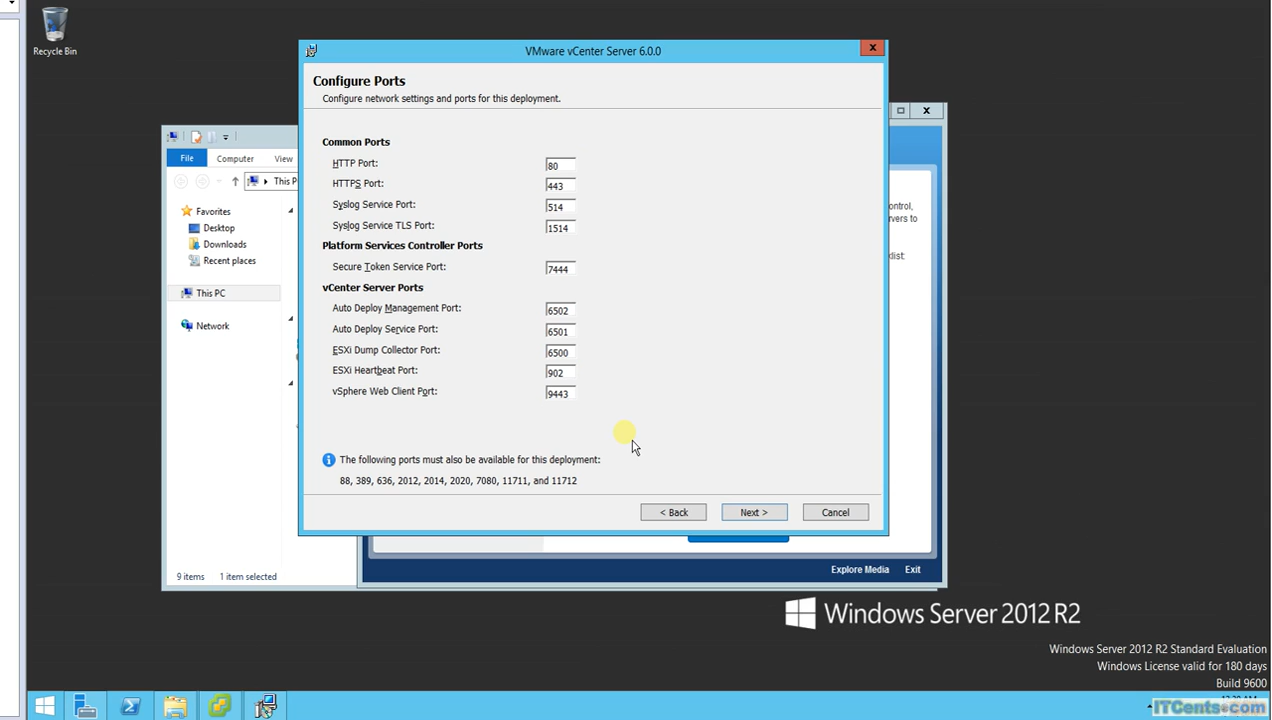 Recycle Bin
VMware vCenter Server 6.0.0
Configure Ports
Configure network settings and ports for this deployment.
Common Ports
HTTP Port: 80
HTTPS Port: 443
Syslog Service Port: 514
Syslog Service TLS Port: 1514
Platform Services Controller Ports
Secure Token Service Port: 7444
vCenter Server Ports
Auto Deploy Management Port: 6502
Auto Deploy Service Port: 6501
ESXi Dump Collector Port: 6500
ESXi Heartbeat Port: 902
vSphere Web Client Port: 9443
The following ports must also be available for this deployment:
88, 389, 636, 2012, 2014, 2020, 7080, 11711, and 11712
< Back Next > Cancel
File Computer View
This P
Favorites
Desktop
Downloads
Recent places
This PC
Network
9 items 1 item selected
ontrol,
rvers to
list:
Explore Media Exit
Windows Server 2012 R2
Windows Server 2012 R2 Standard Evaluation
Windows License valid for 180 days
Build 9600
ITCents.com